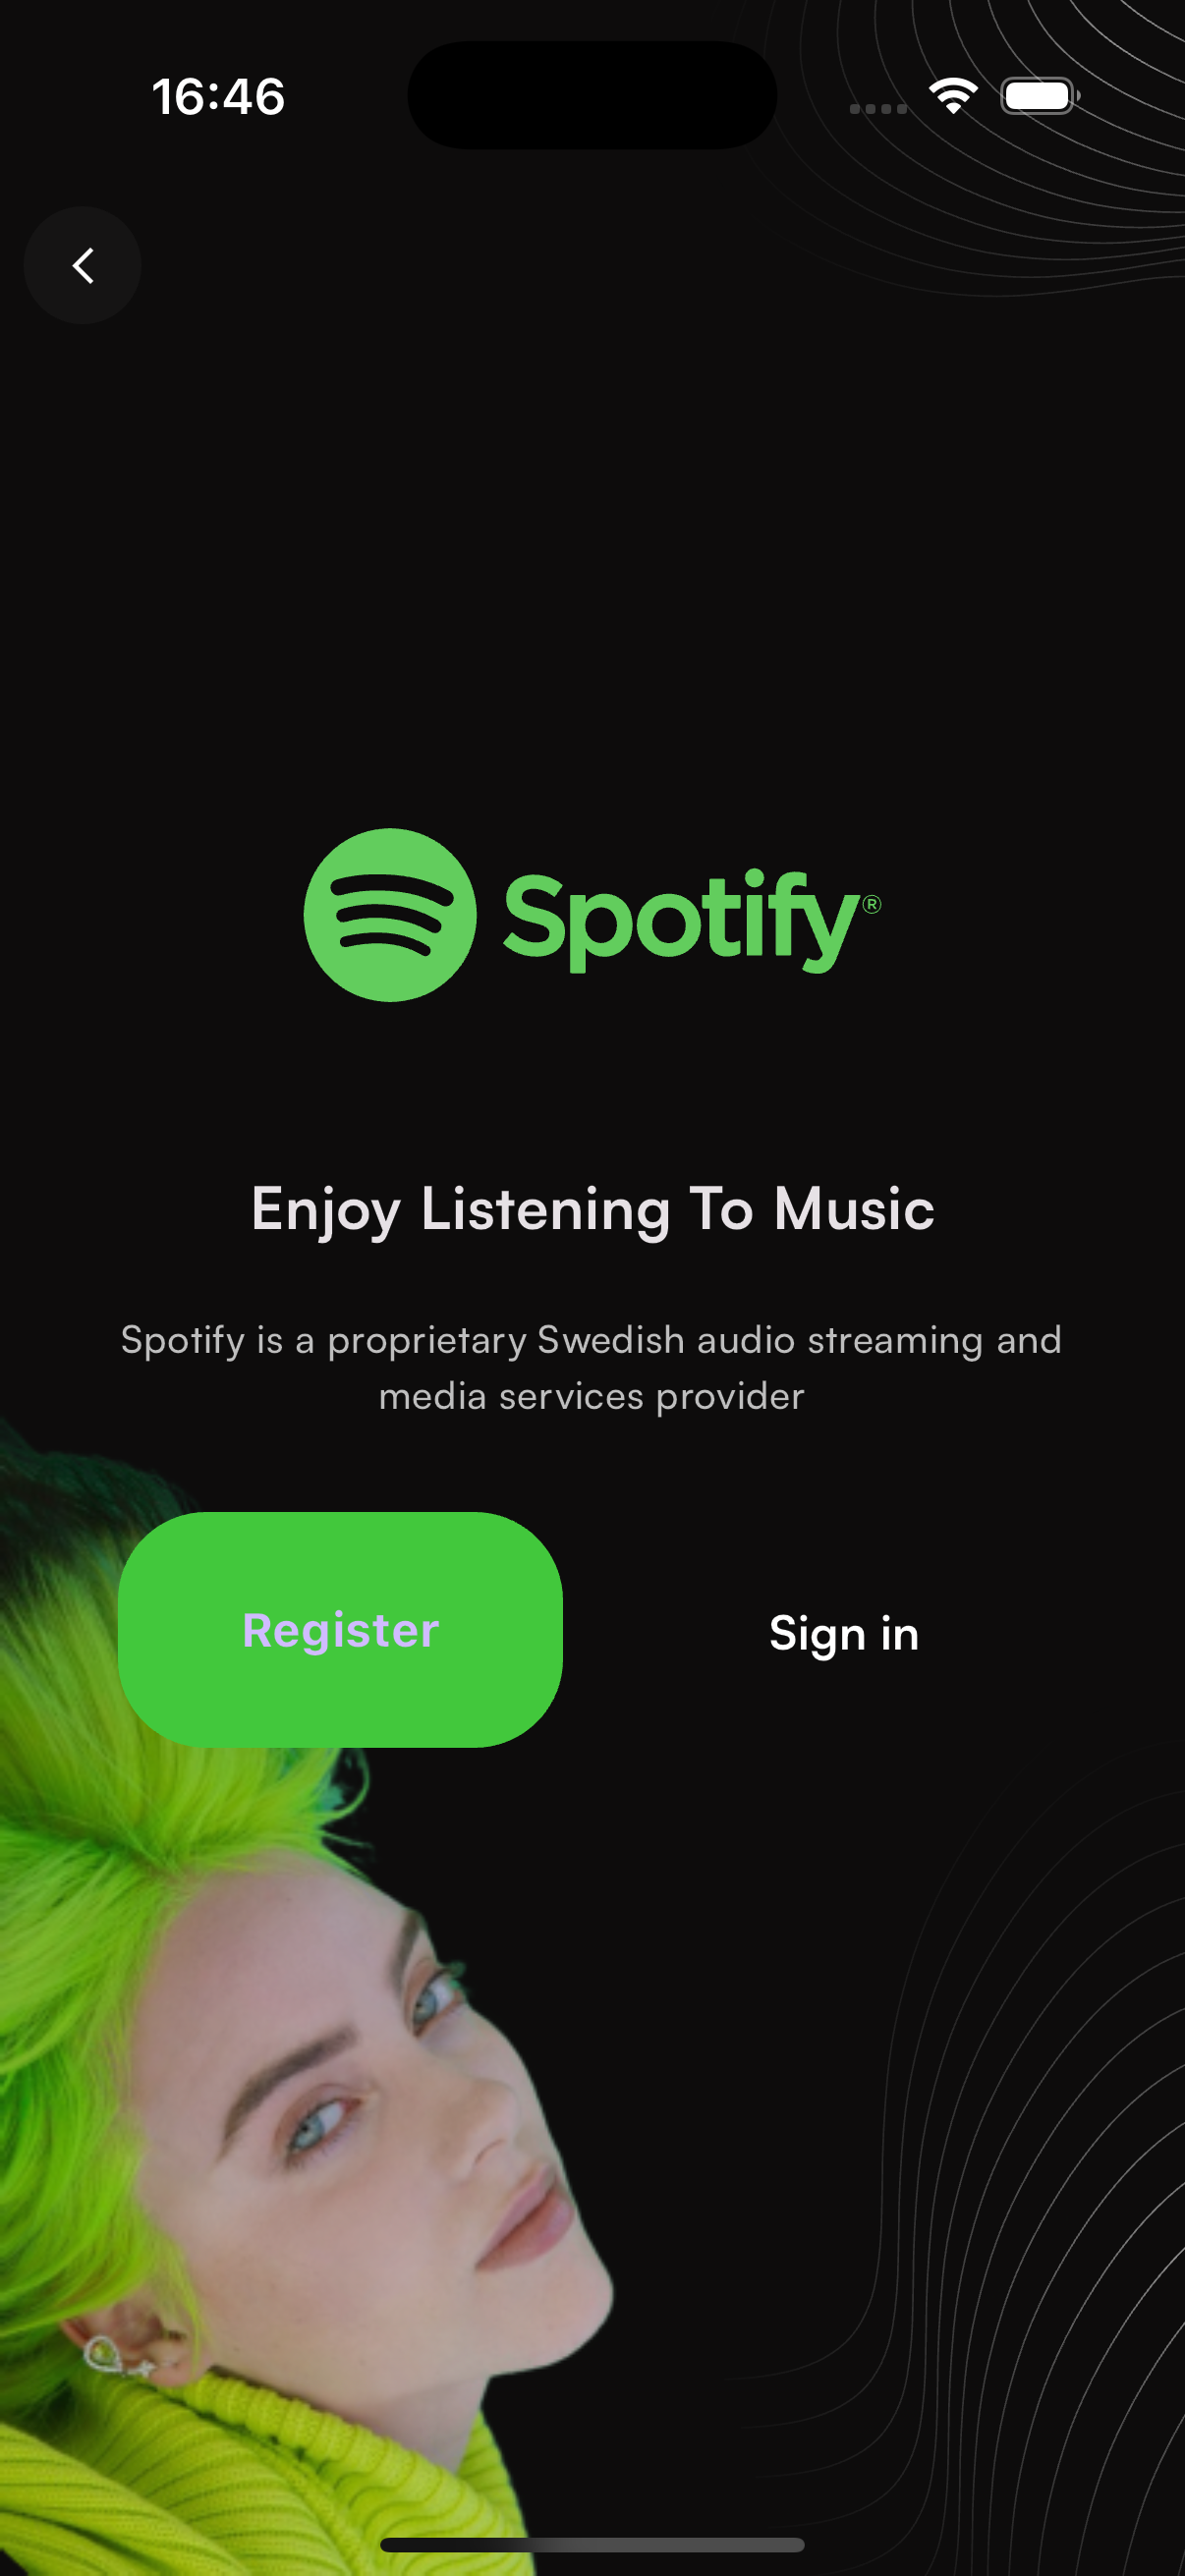 16:46
Spotify®
Enjoy Listening To Music
Spotify is a proprietary Swedish audio streaming and
media services provider
Register
Sign in